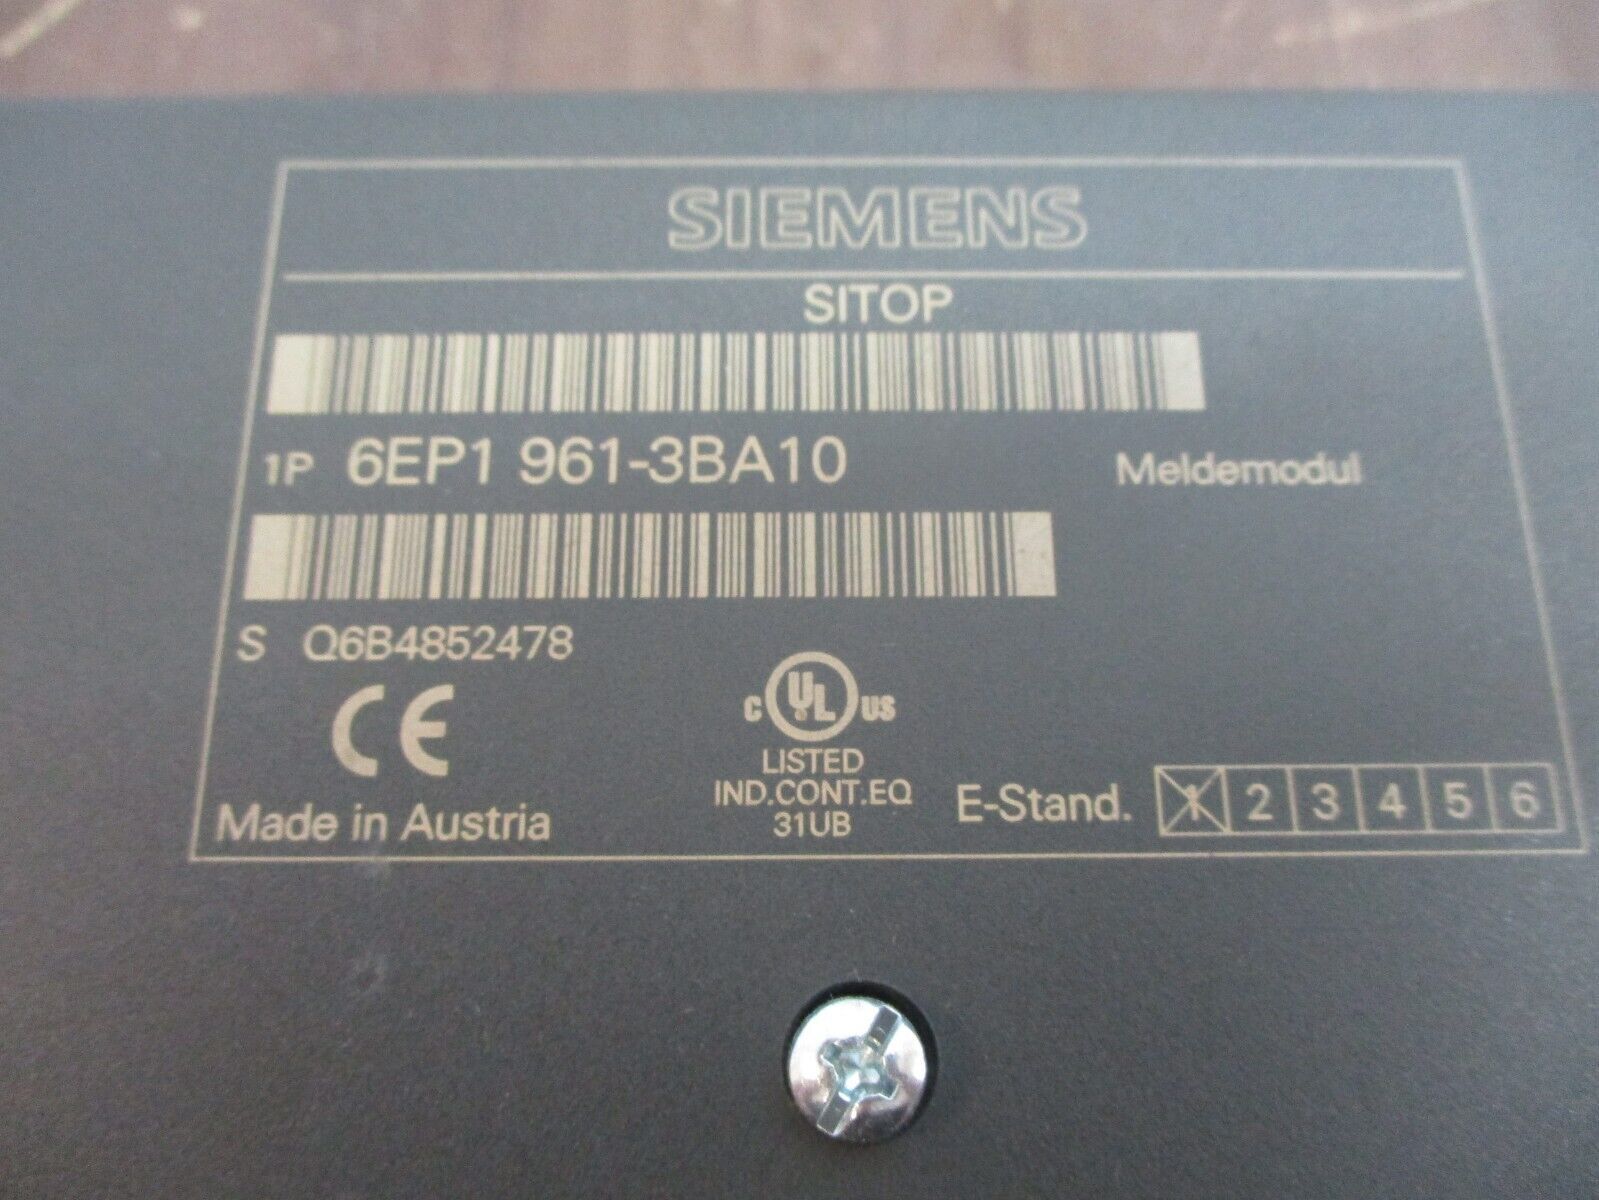 SIEMENS
SITOP
1P 6EP1 961-3BA10 Meldemodul
S Q6B4852478
CE
C UL US
LISTED
IND.CONT.EQ
31UB
E-Stand. 1 2 3 4 5 6
Made in Austria